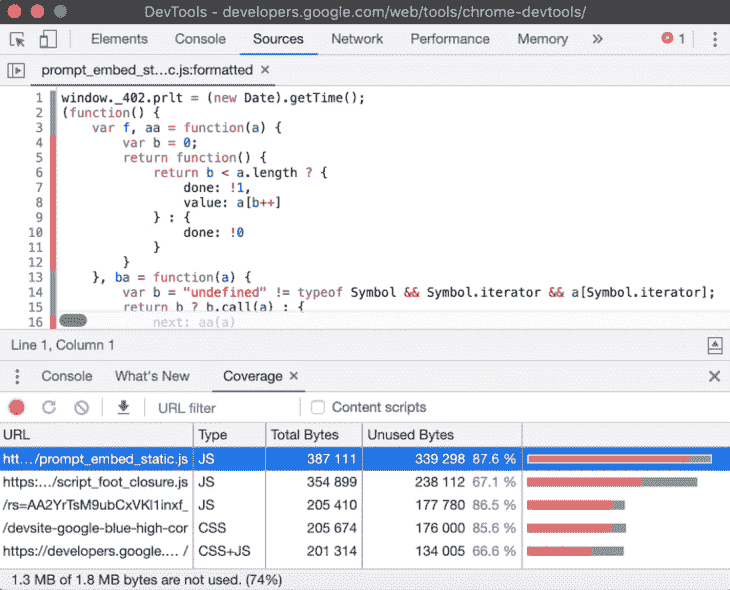 DevTools - developers.google.com/web/tools/chrome-devtools/
Elements Console Sources Network Performance Memory » 1
prompt_embed_st…c.js:formatted ×
1 window._402.prlt = (new Date).getTime();
2 (function() {
3 var f, aa = function(a) {
4 var b = 0;
5 return function() {
6 return b < a.length ? {
7 done: !1,
8 value: a[b++]
9 } : {
10 done: !0
11 }
12 }
13 }, ba = function(a) {
14 var b = "undefined" != typeof Symbol && Symbol.iterator && a[Symbol.iterator];
15 return b ? b.call(a) : {
16 next: aa(a)
Line 1, Column 1
Console What's New Coverage ×
URL filter Content scripts
URL Type Total Bytes Unused Bytes
htt…/prompt_embed_static.js JS 387 111 339 298 87.6 %
https:…/script_foot_closure.js JS 354 899 238 112 67.1 %
/rs=AA2YrTsM9ubCxVKl1inxf_ JS 205 410 177 780 86.5 %
/devsite-google-blue-high-cor CSS 205 674 176 000 85.6 %
https://developers.google.… / CSS+JS 201 314 134 005 66.6 %
1.3 MB of 1.8 MB bytes are not used. (74%)